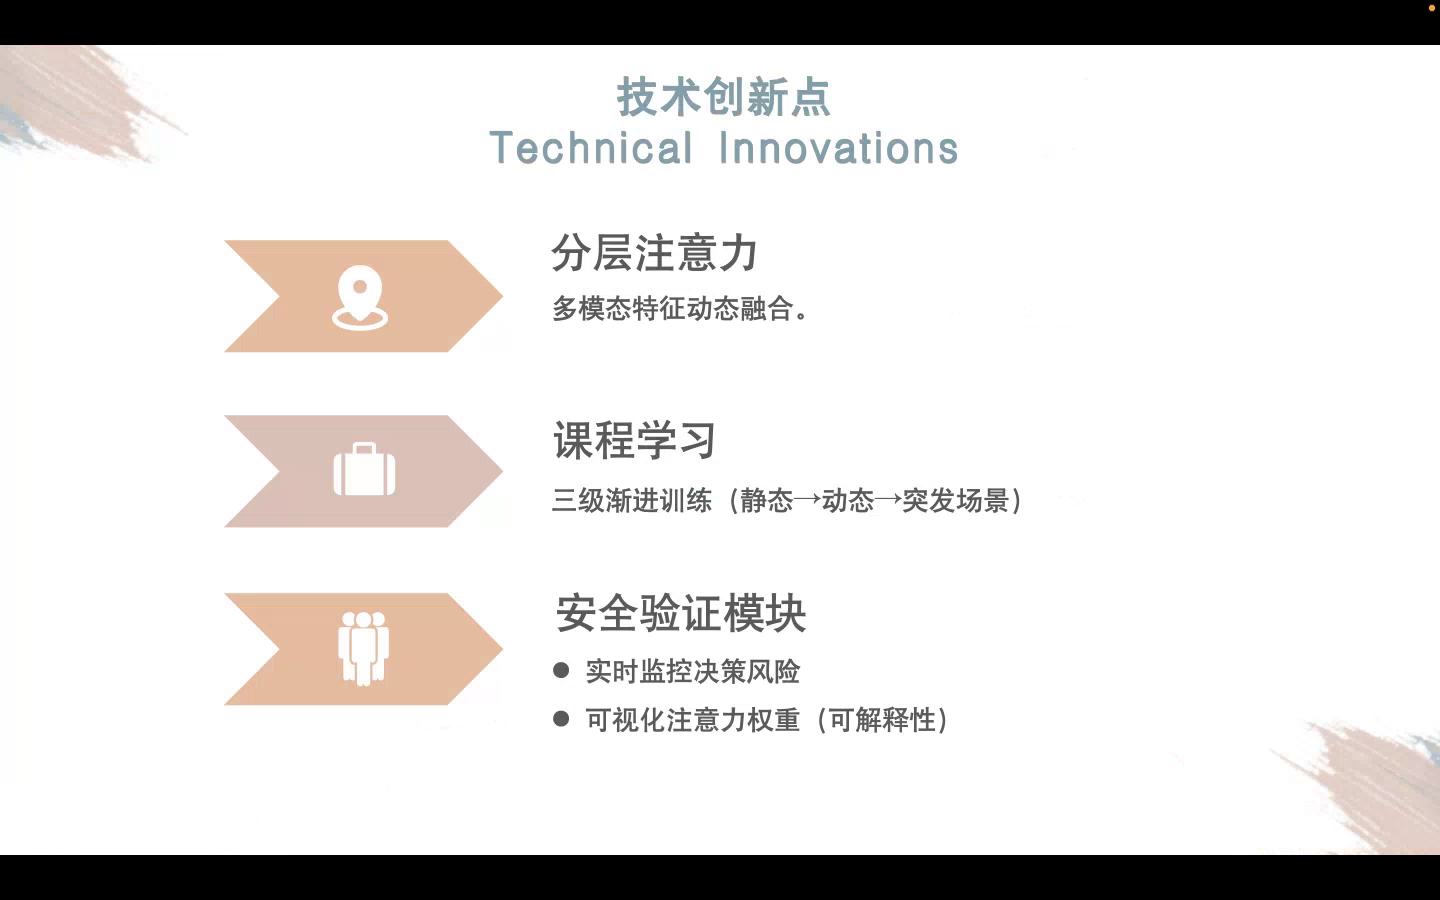 技术创新点
Technical Innovations
分层注意力
多模态特征动态融合。
课程学习
三级渐进训练（静态→动态→突发场景）
安全验证模块
● 实时监控决策风险
● 可视化注意力权重（可解释性）